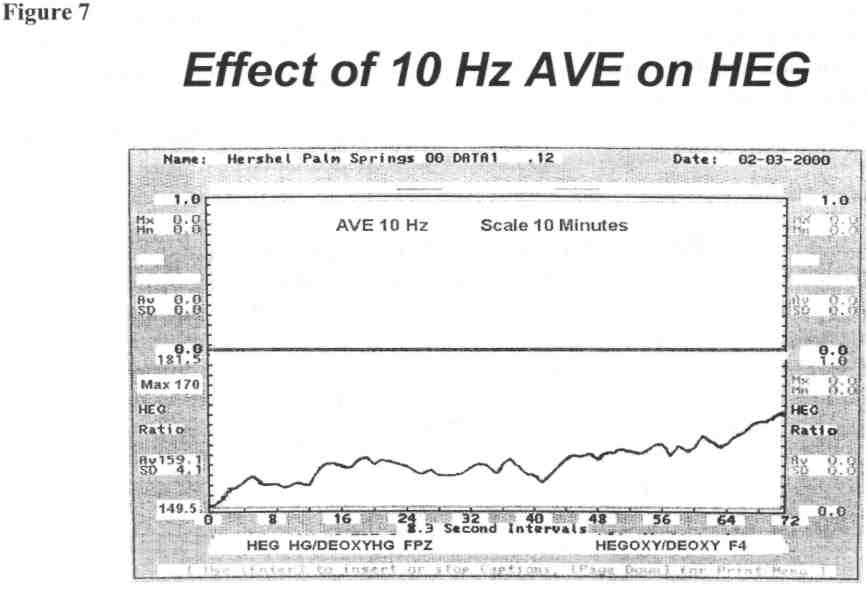 Figure 7
Effect of 10 Hz AVE on HEG
Name: Hershel Palm Springs 00 DATA1 .12 Date: 02-03-2000
1.0 1.0
Mx 0.0 Mx 0.0
Mn 0.0 Mn 0.0
AVE 10 Hz Scale 10 Minutes
Av 0.0 Av 0.0
SD 0.0 SD 0.0
0.0 0.0
181.5 1.0
Max 170 Mx 0.0
Mn 0.0
HEG HEG
Ratio Ratio
Av159.1 Av 0.0
SD 4.1 SD 0.0
149.5 0.0
0 8 16 24 32 40 48 56 64 72
8.3 Second Intervals
HEG HG/DEOXYHG FPZ HEGOXY/DEOXY F4
[ Use [Enter] to insert or stop Captions, [Page Down] for Print Menu ]